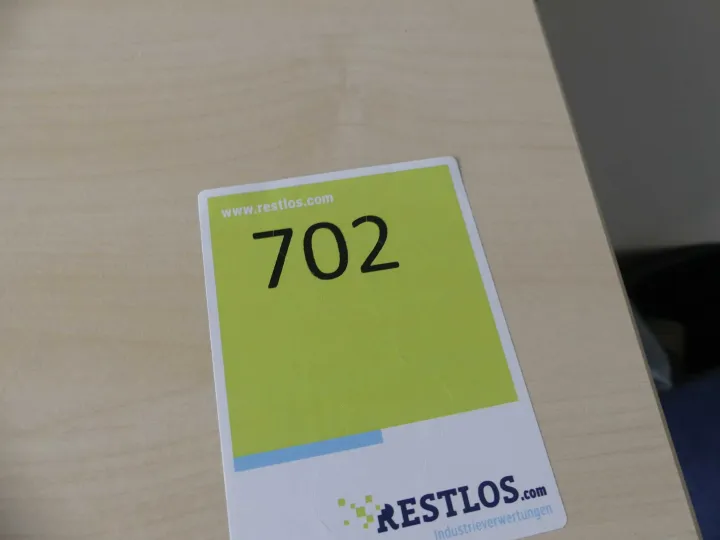 www.restlos.com
702
RESTLOS.com
Industrieverwertungen